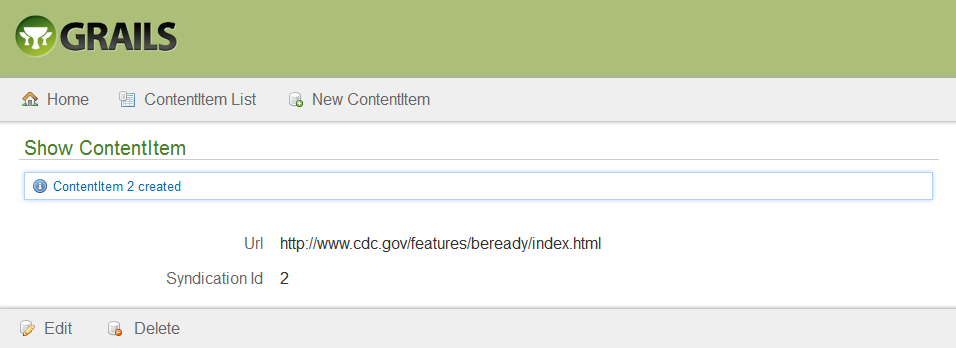 GRAILS
Home ContentItem List New ContentItem
Show ContentItem
ContentItem 2 created
Url http://www.cdc.gov/features/beready/index.html
Syndication Id 2
Edit Delete